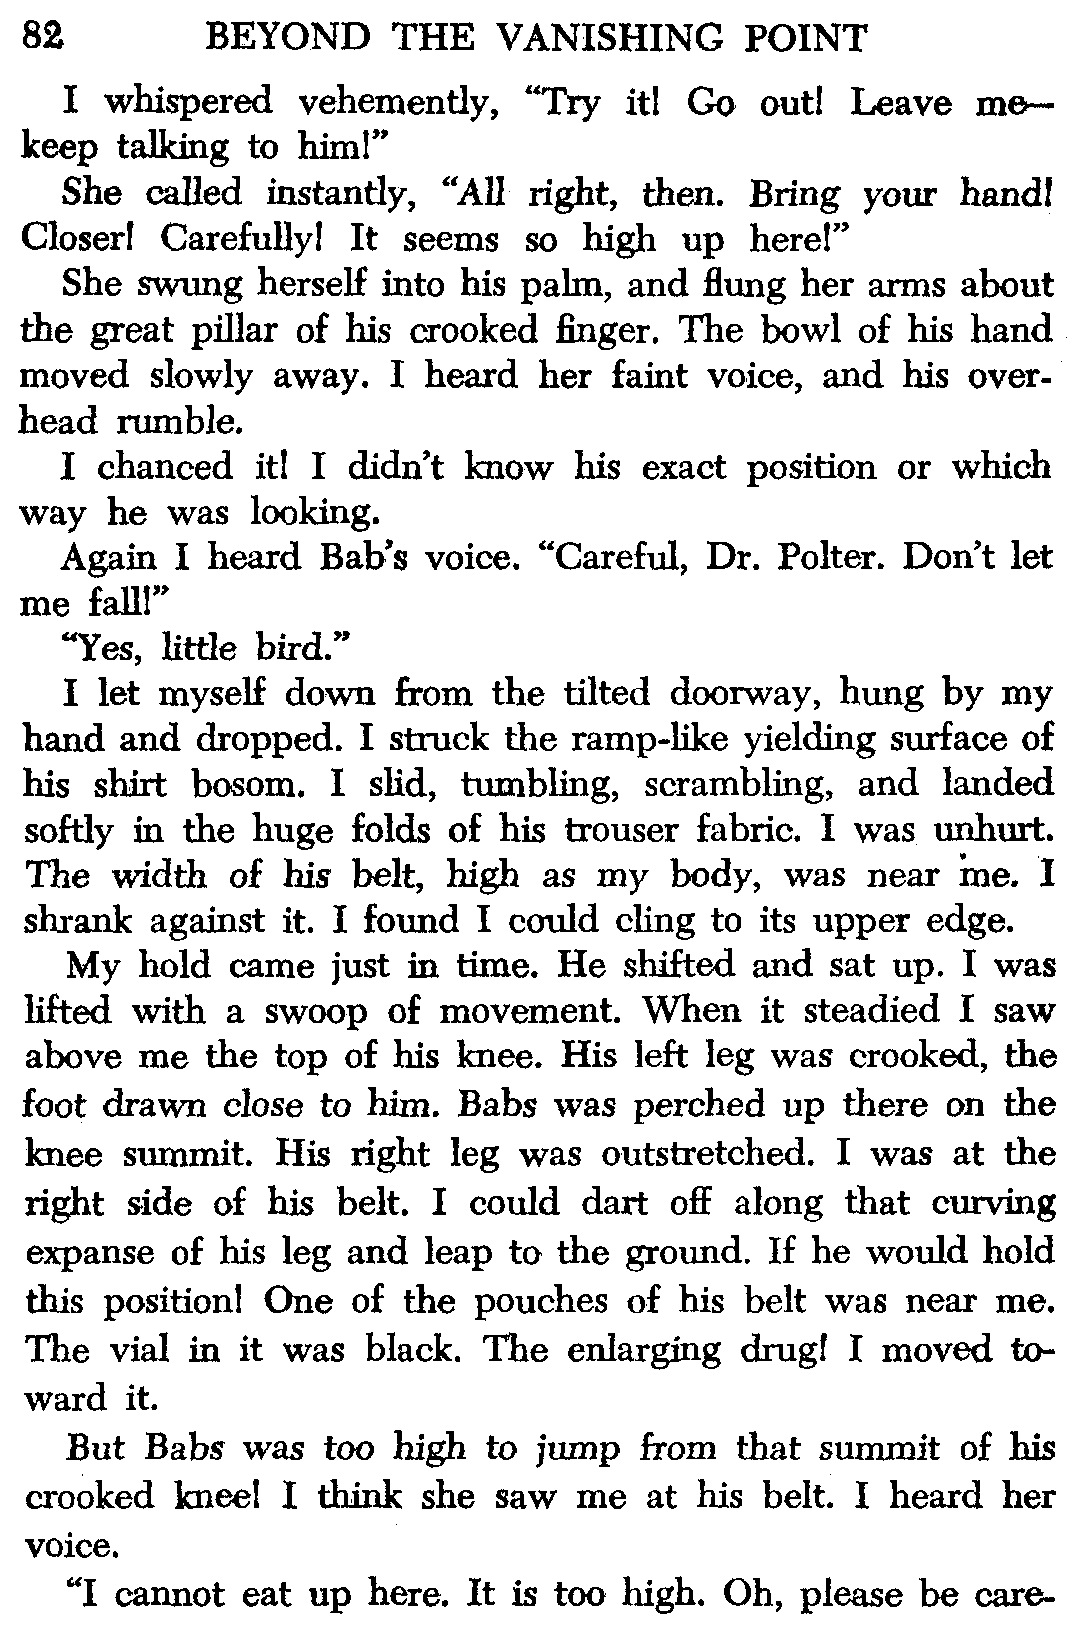 82 BEYOND THE VANISHING POINT
I whispered vehemently, “Try it! Go out! Leave me—
keep talking to him!”
She called instantly, “All right, then. Bring your hand!
Closer! Carefully! It seems so high up here!”
She swung herself into his palm, and flung her arms about
the great pillar of his crooked finger. The bowl of his hand
moved slowly away. I heard her faint voice, and his over-
head rumble.
I chanced it! I didn’t know his exact position or which
way he was looking.
Again I heard Bab’s voice. “Careful, Dr. Polter. Don’t let
me fall!”
“Yes, little bird.”
I let myself down from the tilted doorway, hung by my
hand and dropped. I struck the ramp-like yielding surface of
his shirt bosom. I slid, tumbling, scrambling, and landed
softly in the huge folds of his trouser fabric. I was unhurt.
The width of his belt, high as my body, was near me. I
shrank against it. I found I could cling to its upper edge.
My hold came just in time. He shifted and sat up. I was
lifted with a swoop of movement. When it steadied I saw
above me the top of his knee. His left leg was crooked, the
foot drawn close to him. Babs was perched up there on the
knee summit. His right leg was outstretched. I was at the
right side of his belt. I could dart off along that curving
expanse of his leg and leap to the ground. If he would hold
this position! One of the pouches of his belt was near me.
The vial in it was black. The enlarging drug! I moved to-
ward it.
But Babs was too high to jump from that summit of his
crooked knee! I think she saw me at his belt. I heard her
voice.
“I cannot eat up here. It is too high. Oh, please be care-